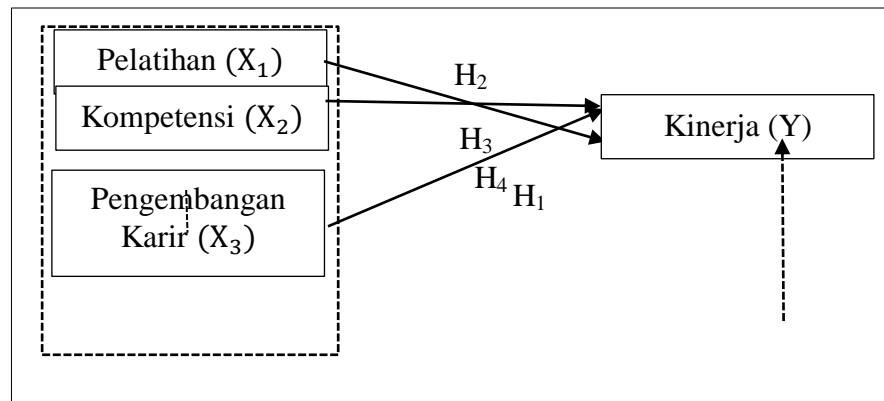 Pelatihan (X₁)
H₂
Kompetensi (X₂)
Kinerja (Y)
H₃
H₄
H₁
Pengembangan
Karir (X₃)